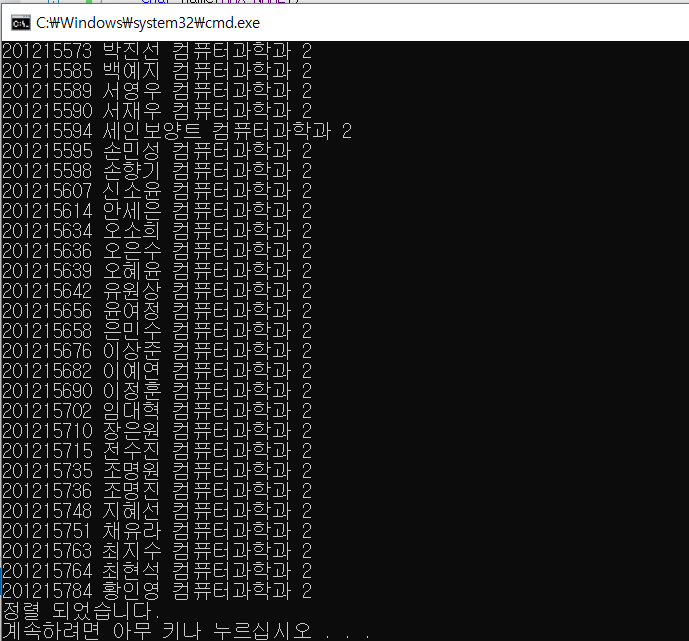 C:₩Windows₩system32₩cmd.exe
201215573 박진선 컴퓨터과학과 2
201215585 백예지 컴퓨터과학과 2
201215589 서영우 컴퓨터과학과 2
201215590 서재우 컴퓨터과학과 2
201215594 세인보양트 컴퓨터과학과 2
201215595 손민성 컴퓨터과학과 2
201215598 손향기 컴퓨터과학과 2
201215607 신소윤 컴퓨터과학과 2
201215614 안세은 컴퓨터과학과 2
201215634 오소희 컴퓨터과학과 2
201215636 오은수 컴퓨터과학과 2
201215639 오혜윤 컴퓨터과학과 2
201215642 유원상 컴퓨터과학과 2
201215656 윤여정 컴퓨터과학과 2
201215658 은민수 컴퓨터과학과 2
201215676 이상준 컴퓨터과학과 2
201215682 이예연 컴퓨터과학과 2
201215690 이정훈 컴퓨터과학과 2
201215702 임대혁 컴퓨터과학과 2
201215710 장은원 컴퓨터과학과 2
201215715 전수진 컴퓨터과학과 2
201215735 조명원 컴퓨터과학과 2
201215736 조명진 컴퓨터과학과 2
201215748 지혜선 컴퓨터과학과 2
201215751 채유라 컴퓨터과학과 2
201215763 최지수 컴퓨터과학과 2
201215764 최현석 컴퓨터과학과 2
201215784 황인영 컴퓨터과학과 2
정렬 되었습니다.
계속하려면 아무 키나 누르십시오 . . .